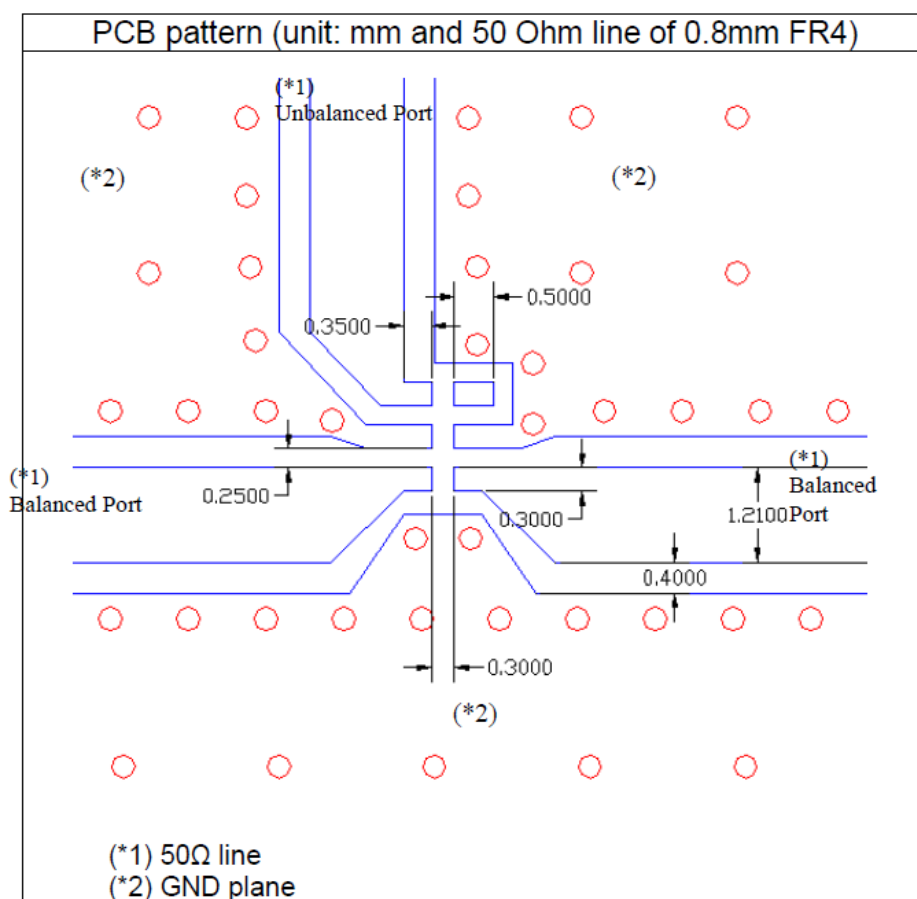 PCB pattern (unit: mm and 50 Ohm line of 0.8mm FR4)
(*1)
Unbalanced Port
(*2)
(*2)
0.5000
0.3500
(*1)
Balanced Port
0.2500
0.3000
(*1)
Balanced
Port
1.2100
0.4000
0.3000
(*2)
(*1) 50Ω line
(*2) GND plane